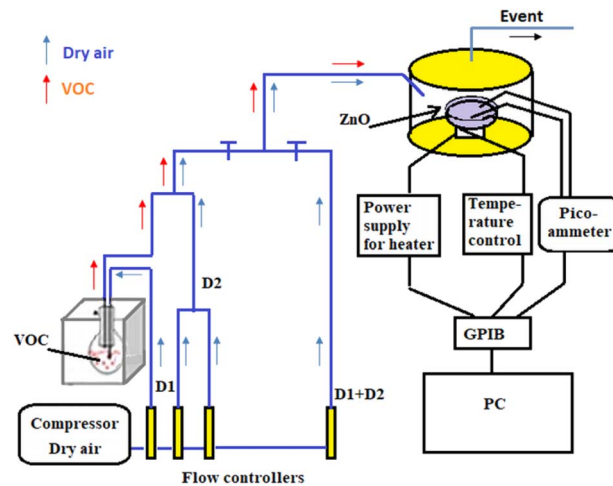 Event
Dry air
VOC
ZnO
Power
supply
for heater
Tempe-
rature
control
Pico-
ammeter
D2
VOC
GPIB
D1
D1+D2
PC
Compressor
Dry air
Flow controllers